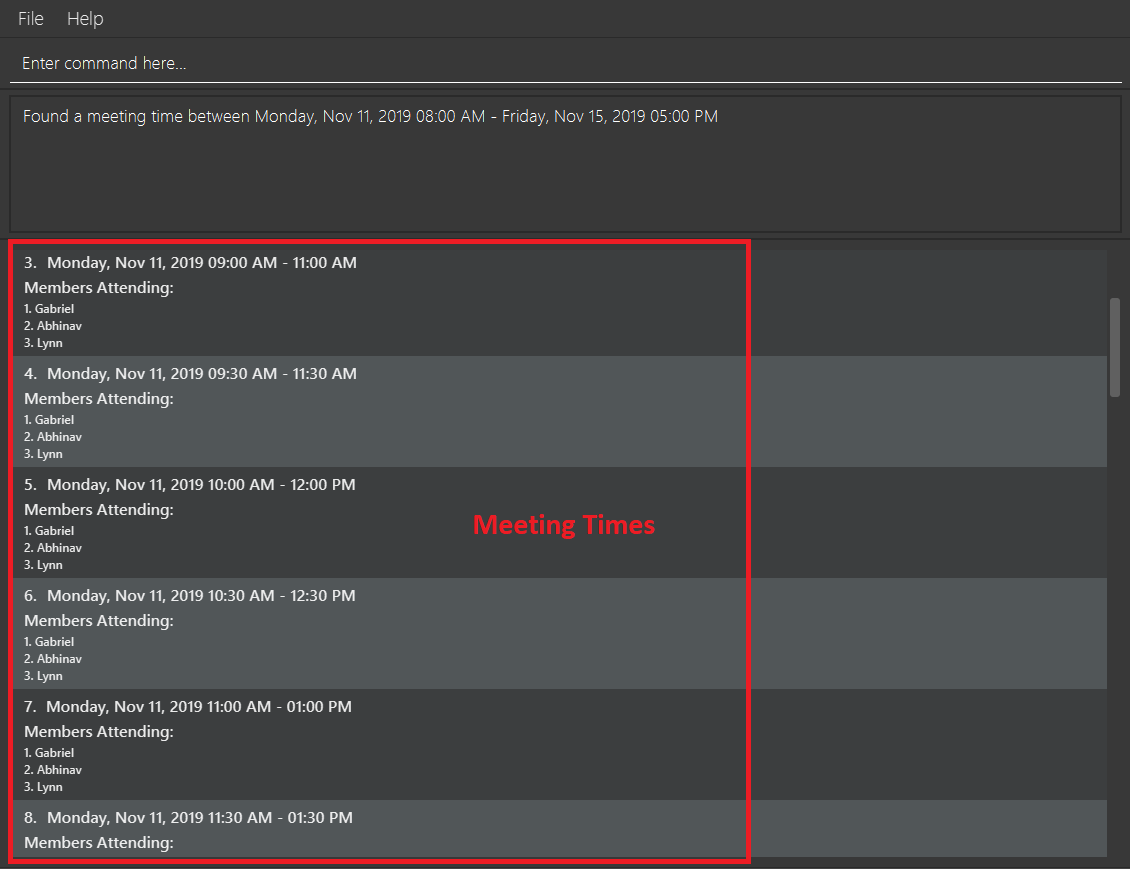 File Help
Enter command here...
Found a meeting time between Monday, Nov 11, 2019 08:00 AM - Friday, Nov 15, 2019 05:00 PM
3. Monday, Nov 11, 2019 09:00 AM - 11:00 AM
Members Attending:
1. Gabriel
2. Abhinav
3. Lynn
4. Monday, Nov 11, 2019 09:30 AM - 11:30 AM
Members Attending:
1. Gabriel
2. Abhinav
3. Lynn
5. Monday, Nov 11, 2019 10:00 AM - 12:00 PM
Members Attending:
1. Gabriel
2. Abhinav
3. Lynn
Meeting Times
6. Monday, Nov 11, 2019 10:30 AM - 12:30 PM
Members Attending:
1. Gabriel
2. Abhinav
3. Lynn
7. Monday, Nov 11, 2019 11:00 AM - 01:00 PM
Members Attending:
1. Gabriel
2. Abhinav
3. Lynn
8. Monday, Nov 11, 2019 11:30 AM - 01:30 PM
Members Attending: